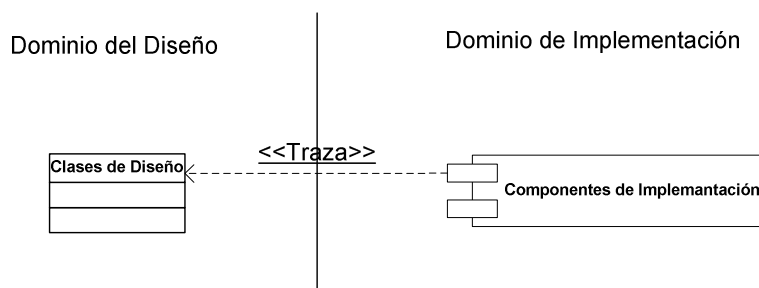 Dominio del Diseño
Dominio de Implementación
<<Traza>>
Clases de Diseño
Componentes de Implemantación